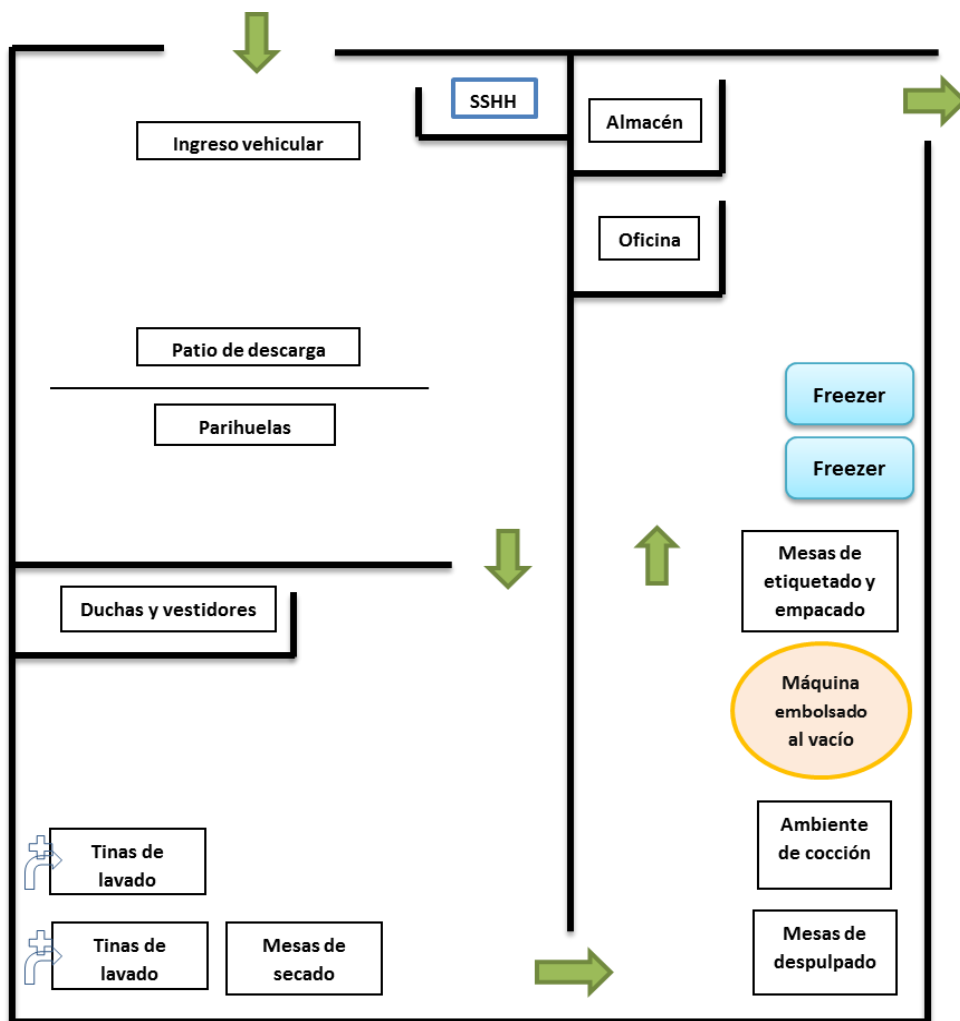 SSHH
Almacén
Ingreso vehicular
Oficina
Patio de descarga
Parihuelas
Freezer
Freezer
Mesas de
etiquetado y
empacado
Duchas y vestidores
Máquina
embolsado
al vacío
Tinas de
lavado
Ambiente
de cocción
Tinas de
lavado
Mesas de
secado
Mesas de
despulpado